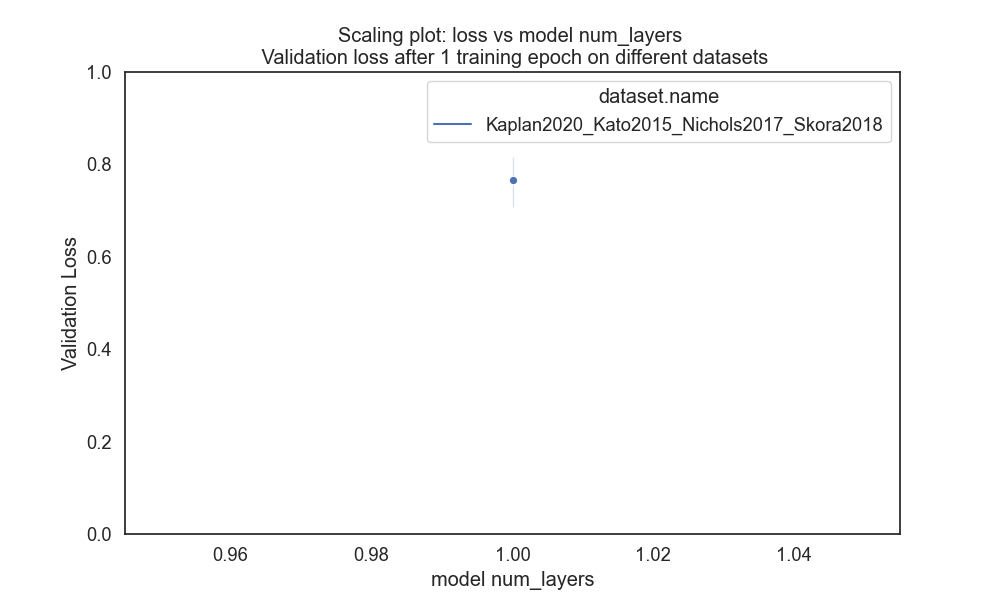 Scaling plot: loss vs model num_layers
Validation loss after 1 training epoch on different datasets
dataset.name
Kaplan2020_Kato2015_Nichols2017_Skora2018
Validation Loss
1.0
0.8
0.6
0.4
0.2
0.0
0.96
0.98
1.00
1.02
1.04
model num_layers